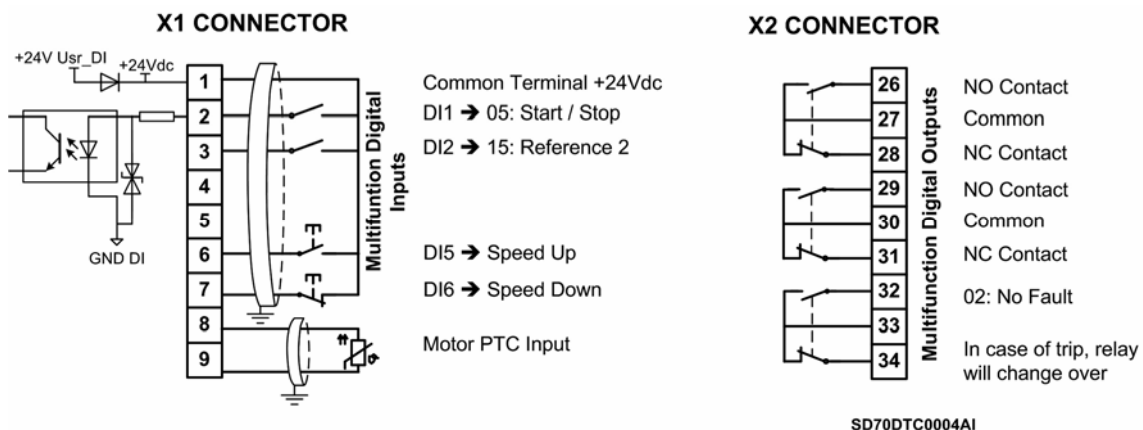 X1 CONNECTOR
+24V Usr_DI
+24Vdc
GND DI
1
2
3
4
5
6
7
8
9
Multifuntion Digital
Inputs
Common Terminal +24Vdc
DI1 ➔ 05: Start / Stop
DI2 ➔ 15: Reference 2
DI5 ➔ Speed Up
DI6 ➔ Speed Down
Motor PTC Input
X2 CONNECTOR
26
27
28
29
30
31
32
33
34
Multifunction Digital Outputs
NO Contact
Common
NC Contact
NO Contact
Common
NC Contact
02: No Fault
In case of trip, relay
will change over
SD70DTC0004AI